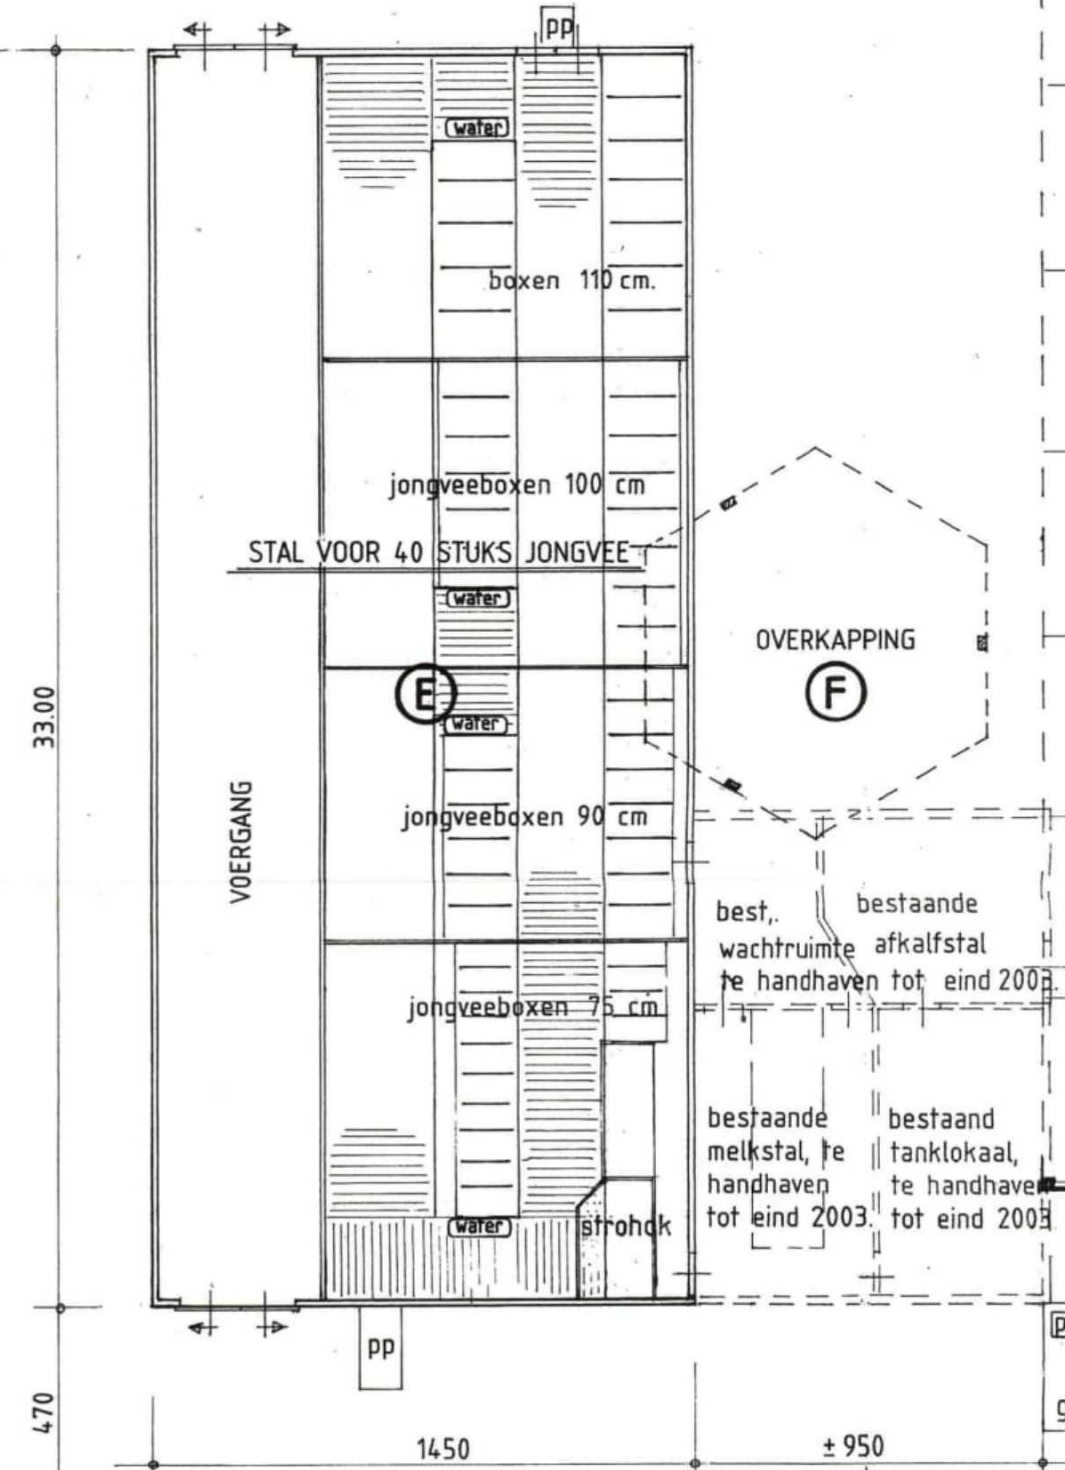 pp
water
boxen 110 cm.
jongveeboxen 100 cm
STAL VOOR 40 STUKS JONGVEE
water
OVERKAPPING
E
F
water
33.00
jongveeboxen 90 cm
VOERGANG
best,.
wachtruimte
te handhaven
bestaande
afkalfstal
tot eind 2003.
jongveeboxen 75 cm
bestaande
melkstal, te
handhaven
tot eind 2003.
bestaand
tanklokaal,
te handhaven
tot eind 2003
water
strohok
pp
p
g
470
1450
± 950